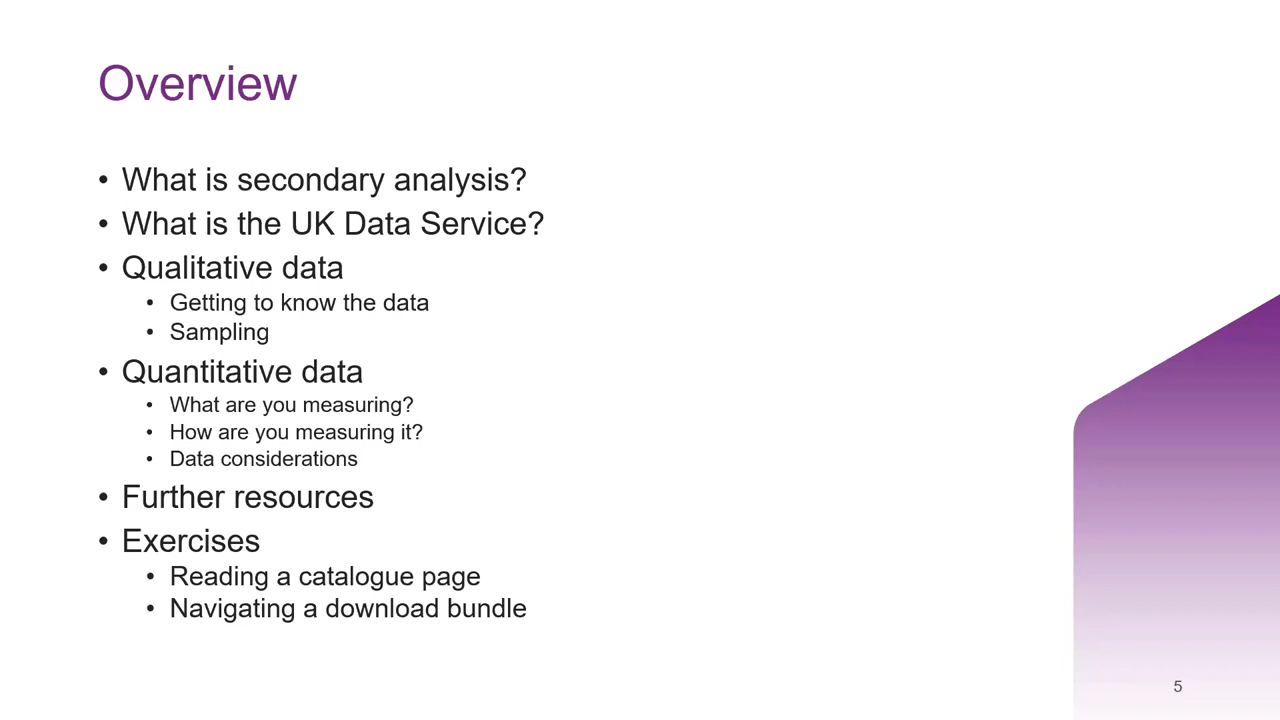 Overview
• What is secondary analysis?
• What is the UK Data Service?
• Qualitative data
• Getting to know the data
• Sampling
• Quantitative data
• What are you measuring?
• How are you measuring it?
• Data considerations
• Further resources
• Exercises
• Reading a catalogue page
• Navigating a download bundle
5